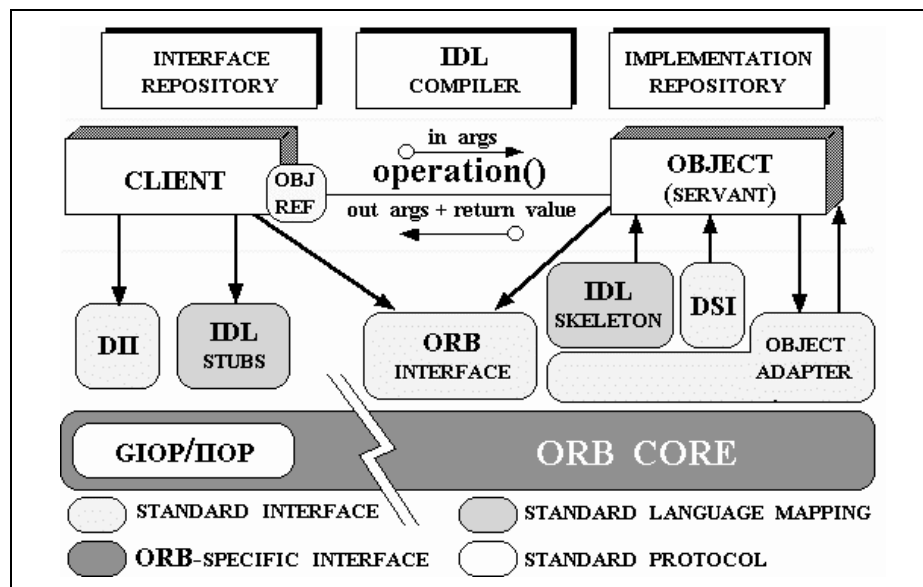 INTERFACE
REPOSITORY
IDL
COMPILER
IMPLEMENTATION
REPOSITORY
in args
CLIENT
OBJ
REF
operation()
OBJECT
(SERVANT)
out args + return value
DII
IDL
STUBS
ORB
INTERFACE
IDL
SKELETON
DSI
OBJECT
ADAPTER
GIOP/IIOP
ORB CORE
STANDARD INTERFACE
STANDARD LANGUAGE MAPPING
ORB-SPECIFIC INTERFACE
STANDARD PROTOCOL